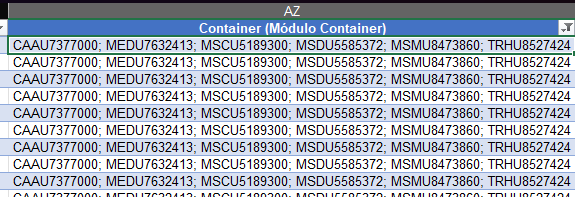 AZ
Container (Módulo Container)
CAAU7377000; MEDU7632413; MSCU5189300; MSDU5585372; MSMU8473860; TRHU8527424
CAAU7377000; MEDU7632413; MSCU5189300; MSDU5585372; MSMU8473860; TRHU8527424
CAAU7377000; MEDU7632413; MSCU5189300; MSDU5585372; MSMU8473860; TRHU8527424
CAAU7377000; MEDU7632413; MSCU5189300; MSDU5585372; MSMU8473860; TRHU8527424
CAAU7377000; MEDU7632413; MSCU5189300; MSDU5585372; MSMU8473860; TRHU8527424
CAAU7377000; MEDU7632413; MSCU5189300; MSDU5585372; MSMU8473860; TRHU8527424
CAAU7377000; MEDU7632413; MSCU5189300; MSDU5585372; MSMU8473860; TRHU8527424
CAAU7377000; MEDU7632413; MSCU5189300; MSDU5585372; MSMU8473860; TRHU8527424
CAAU7377000; MEDU7632413; MSCU5189300; MSDU5585372; MSMU8473860; TRHU8527424